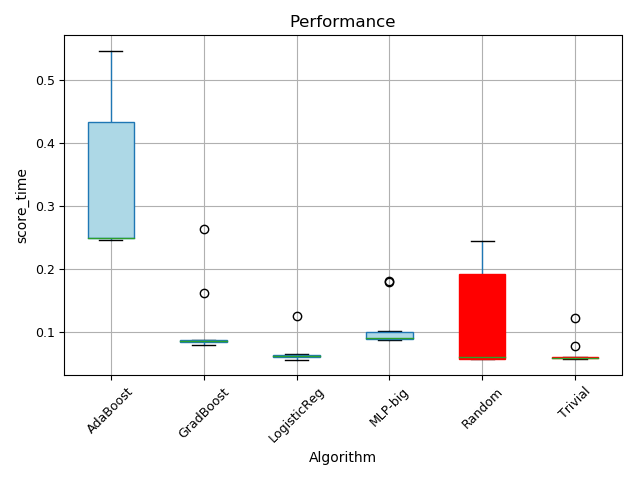 Performance
score_time
0.5
0.4
0.3
0.2
0.1
AdaBoost
GradBoost
LogisticReg
MLP-big
Random
Trivial
Algorithm